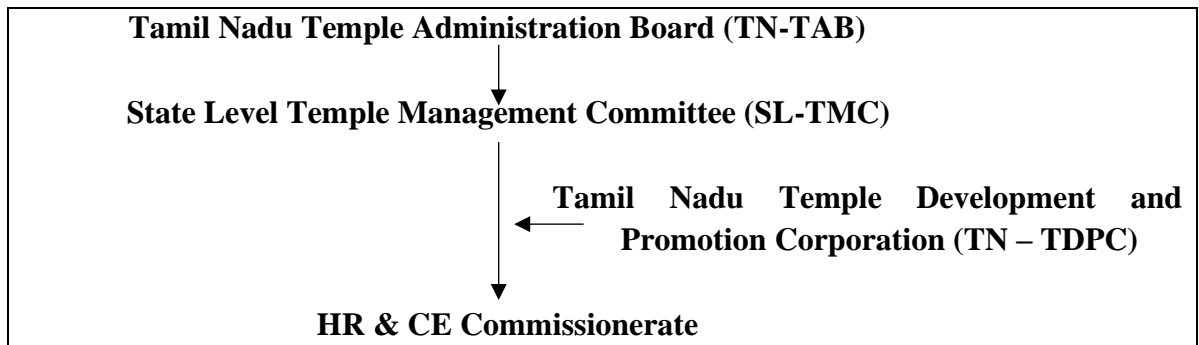 Tamil Nadu Temple Administration Board (TN-TAB)
State Level Temple Management Committee (SL-TMC)
Tamil Nadu Temple Development and
Promotion Corporation (TN – TDPC)
HR & CE Commissionerate